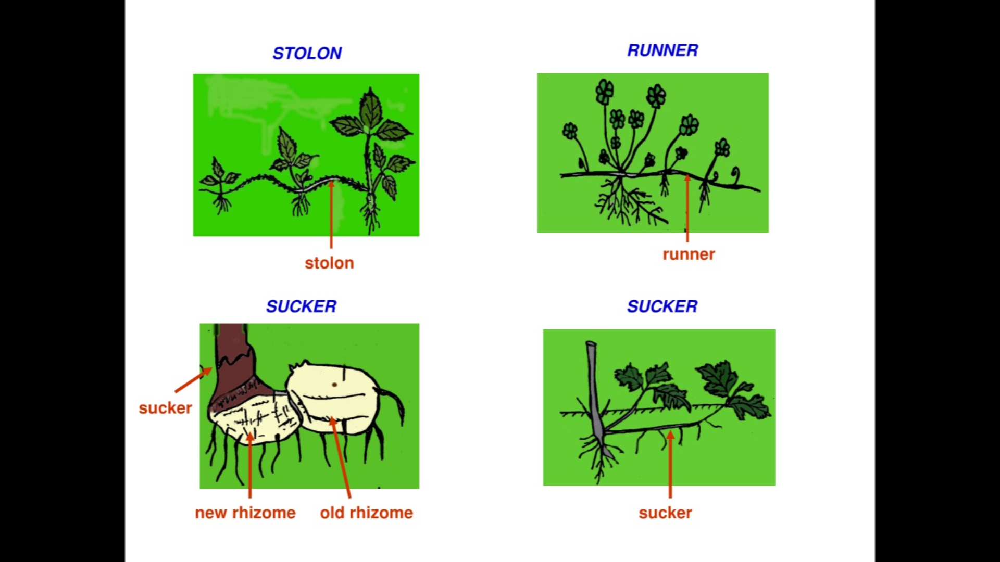 STOLON
RUNNER
stolon
runner
SUCKER
SUCKER
sucker
new rhizome
old rhizome
sucker